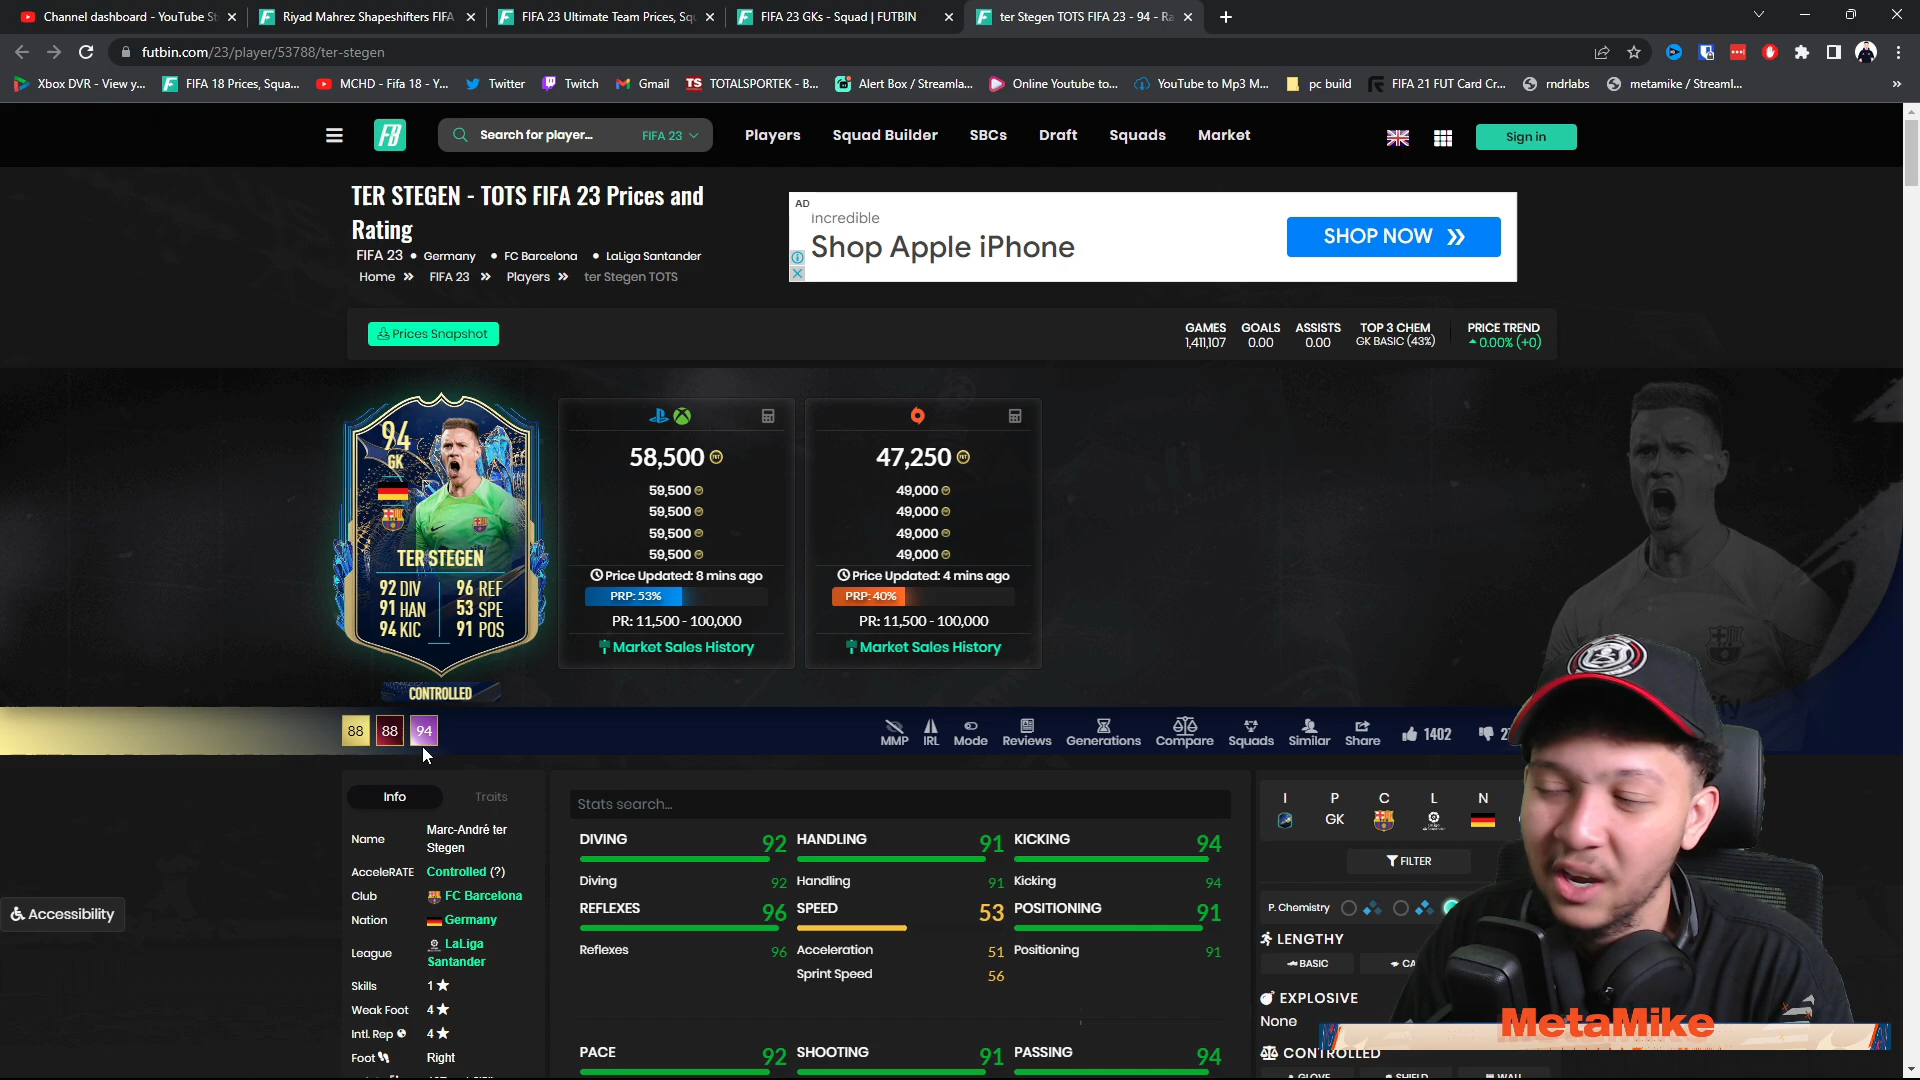 Channel dashboard - YouTube St
Riyad Mahrez Shapeshifters FIFA
FIFA 23 Ultimate Team Prices, Sq
FIFA 23 GKs - Squad | FUTBIN
ter Stegen TOTS FIFA 23 - 94 - Ra
futbin.com/23/player/53788/ter-stegen
Xbox DVR - View y...
FIFA 18 Prices, Squa...
MCHD - Fifa 18 - Y...
Twitter
Twitch
Gmail
TS TOTALSPORTEK - B...
Alert Box / Streamla...
Online Youtube to...
YouTube to Mp3 M...
pc build
FIFA 21 FUT Card Cr...
rndrlabs
metamike / Streaml...
FB
Search for player...
FIFA 23
Players
Squad Builder
SBCs
Draft
Squads
Market
Sign in
TER STEGEN - TOTS FIFA 23 Prices and
Rating
FIFA 23 • Germany • FC Barcelona • LaLiga Santander
Home » FIFA 23 » Players » ter Stegen TOTS
AD
Incredible
Shop Apple iPhone
SHOP NOW »
Prices Snapshot
GAMES GOALS ASSISTS TOP 3 CHEM PRICE TREND
1,411,107 0.00 0.00 GK BASIC (43%) 0.00% (+0)
94
GK
TER STEGEN
92 DIV 96 REF
91 HAN 53 SPE
94 KIC 91 POS
CONTROLLED
58,500
59,500
59,500
59,500
59,500
Price Updated: 8 mins ago
PRP: 53%
PR: 11,500 - 100,000
Market Sales History
47,250
49,000
49,000
49,000
49,000
Price Updated: 4 mins ago
PRP: 40%
PR: 11,500 - 100,000
Market Sales History
88 88 94
MMP IRL Mode Reviews Generations Compare Squads Similar Share 1402
Info Traits
Name Marc-André ter
Stegen
AcceleRATE Controlled (?)
Club FC Barcelona
Nation Germany
League LaLiga
Santander
Skills 1
Weak Foot 4
Intl. Rep 4
Foot Right
Stats search...
DIVING 92 HANDLING 91 KICKING 94
Diving 92 Handling 91 Kicking 94
REFLEXES 96 SPEED 53 POSITIONING 91
Reflexes 96 Acceleration 51 Positioning 91
Sprint Speed 56
PACE 92 SHOOTING 91 PASSING 94
I P C L N
GK
FILTER
P. Chemistry
LENGTHY
BASIC CA
EXPLOSIVE
None
CONTROLLED
GLOVE SHIELD WALL
Accessibility
MetaMike